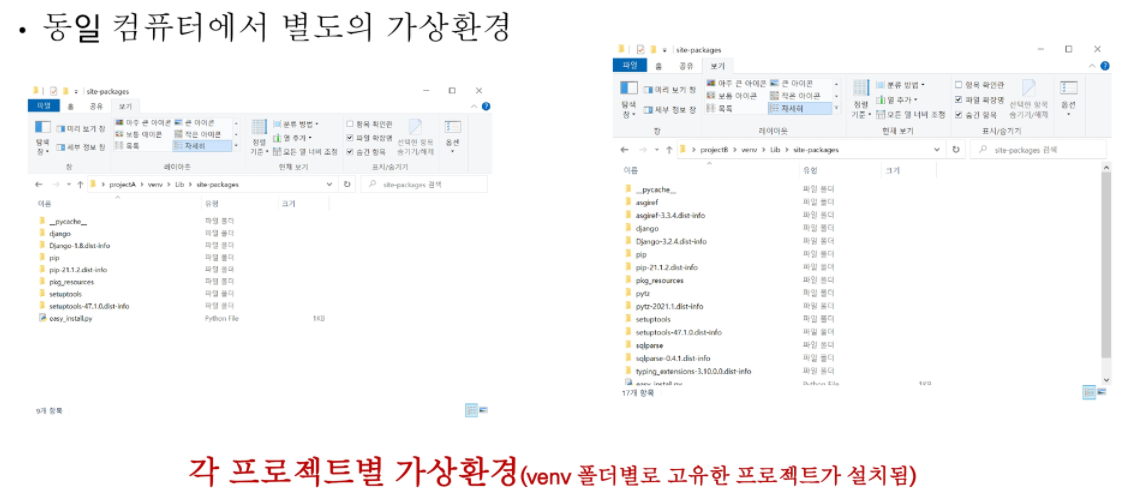 • 동일 컴퓨터에서 별도의 가상환경
site-packages
파일 홈 공유 보기
탐색 창
미리 보기 창
세부 정보 창
아주 큰 아이콘 큰 아이콘
보통 아이콘 작은 아이콘
목록 자세히
정렬 기준
분류 방법
열 추가
모든 열 너비 조정
항목 확인란
파일 확장명
숨긴 항목
선택한 항목 숨기기/해제
옵션
창 레이아웃 현재 보기 표시/숨기기
projectA > venv > Lib > site-packages
site-packages 검색
이름 유형 크기
__pycache__ 파일 폴더
django 파일 폴더
Django-1.8.dist-info 파일 폴더
pip 파일 폴더
pip-21.1.2.dist-info 파일 폴더
pkg_resources 파일 폴더
setuptools 파일 폴더
setuptools-47.1.0.dist-info 파일 폴더
easy_install.py Python File 1KB
9개 항목
site-packages
파일 홈 공유 보기
탐색 창
미리 보기 창
세부 정보 창
아주 큰 아이콘 큰 아이콘
보통 아이콘 작은 아이콘
목록 자세히
정렬 기준
분류 방법
열 추가
모든 열 너비 조정
항목 확인란
파일 확장명
숨긴 항목
선택한 항목 숨기기/해제
옵션
창 레이아웃 현재 보기 표시/숨기기
projectB > venv > Lib > site-packages
site-packages 검색
이름 유형 크기
__pycache__ 파일 폴더
asgiref 파일 폴더
asgiref-3.3.4.dist-info 파일 폴더
django 파일 폴더
Django-3.2.4.dist-info 파일 폴더
pip 파일 폴더
pip-21.1.2.dist-info 파일 폴더
pkg_resources 파일 폴더
pytz 파일 폴더
pytz-2021.1.dist-info 파일 폴더
setuptools 파일 폴더
setuptools-47.1.0.dist-info 파일 폴더
sqlparse 파일 폴더
sqlparse-0.4.1.dist-info 파일 폴더
typing_extensions-3.10.0.0.dist-info 파일 폴더
easy_install.py Python File 1KB
17개 항목
각 프로젝트별 가상환경(venv 폴더별로 고유한 프로젝트가 설치됨)